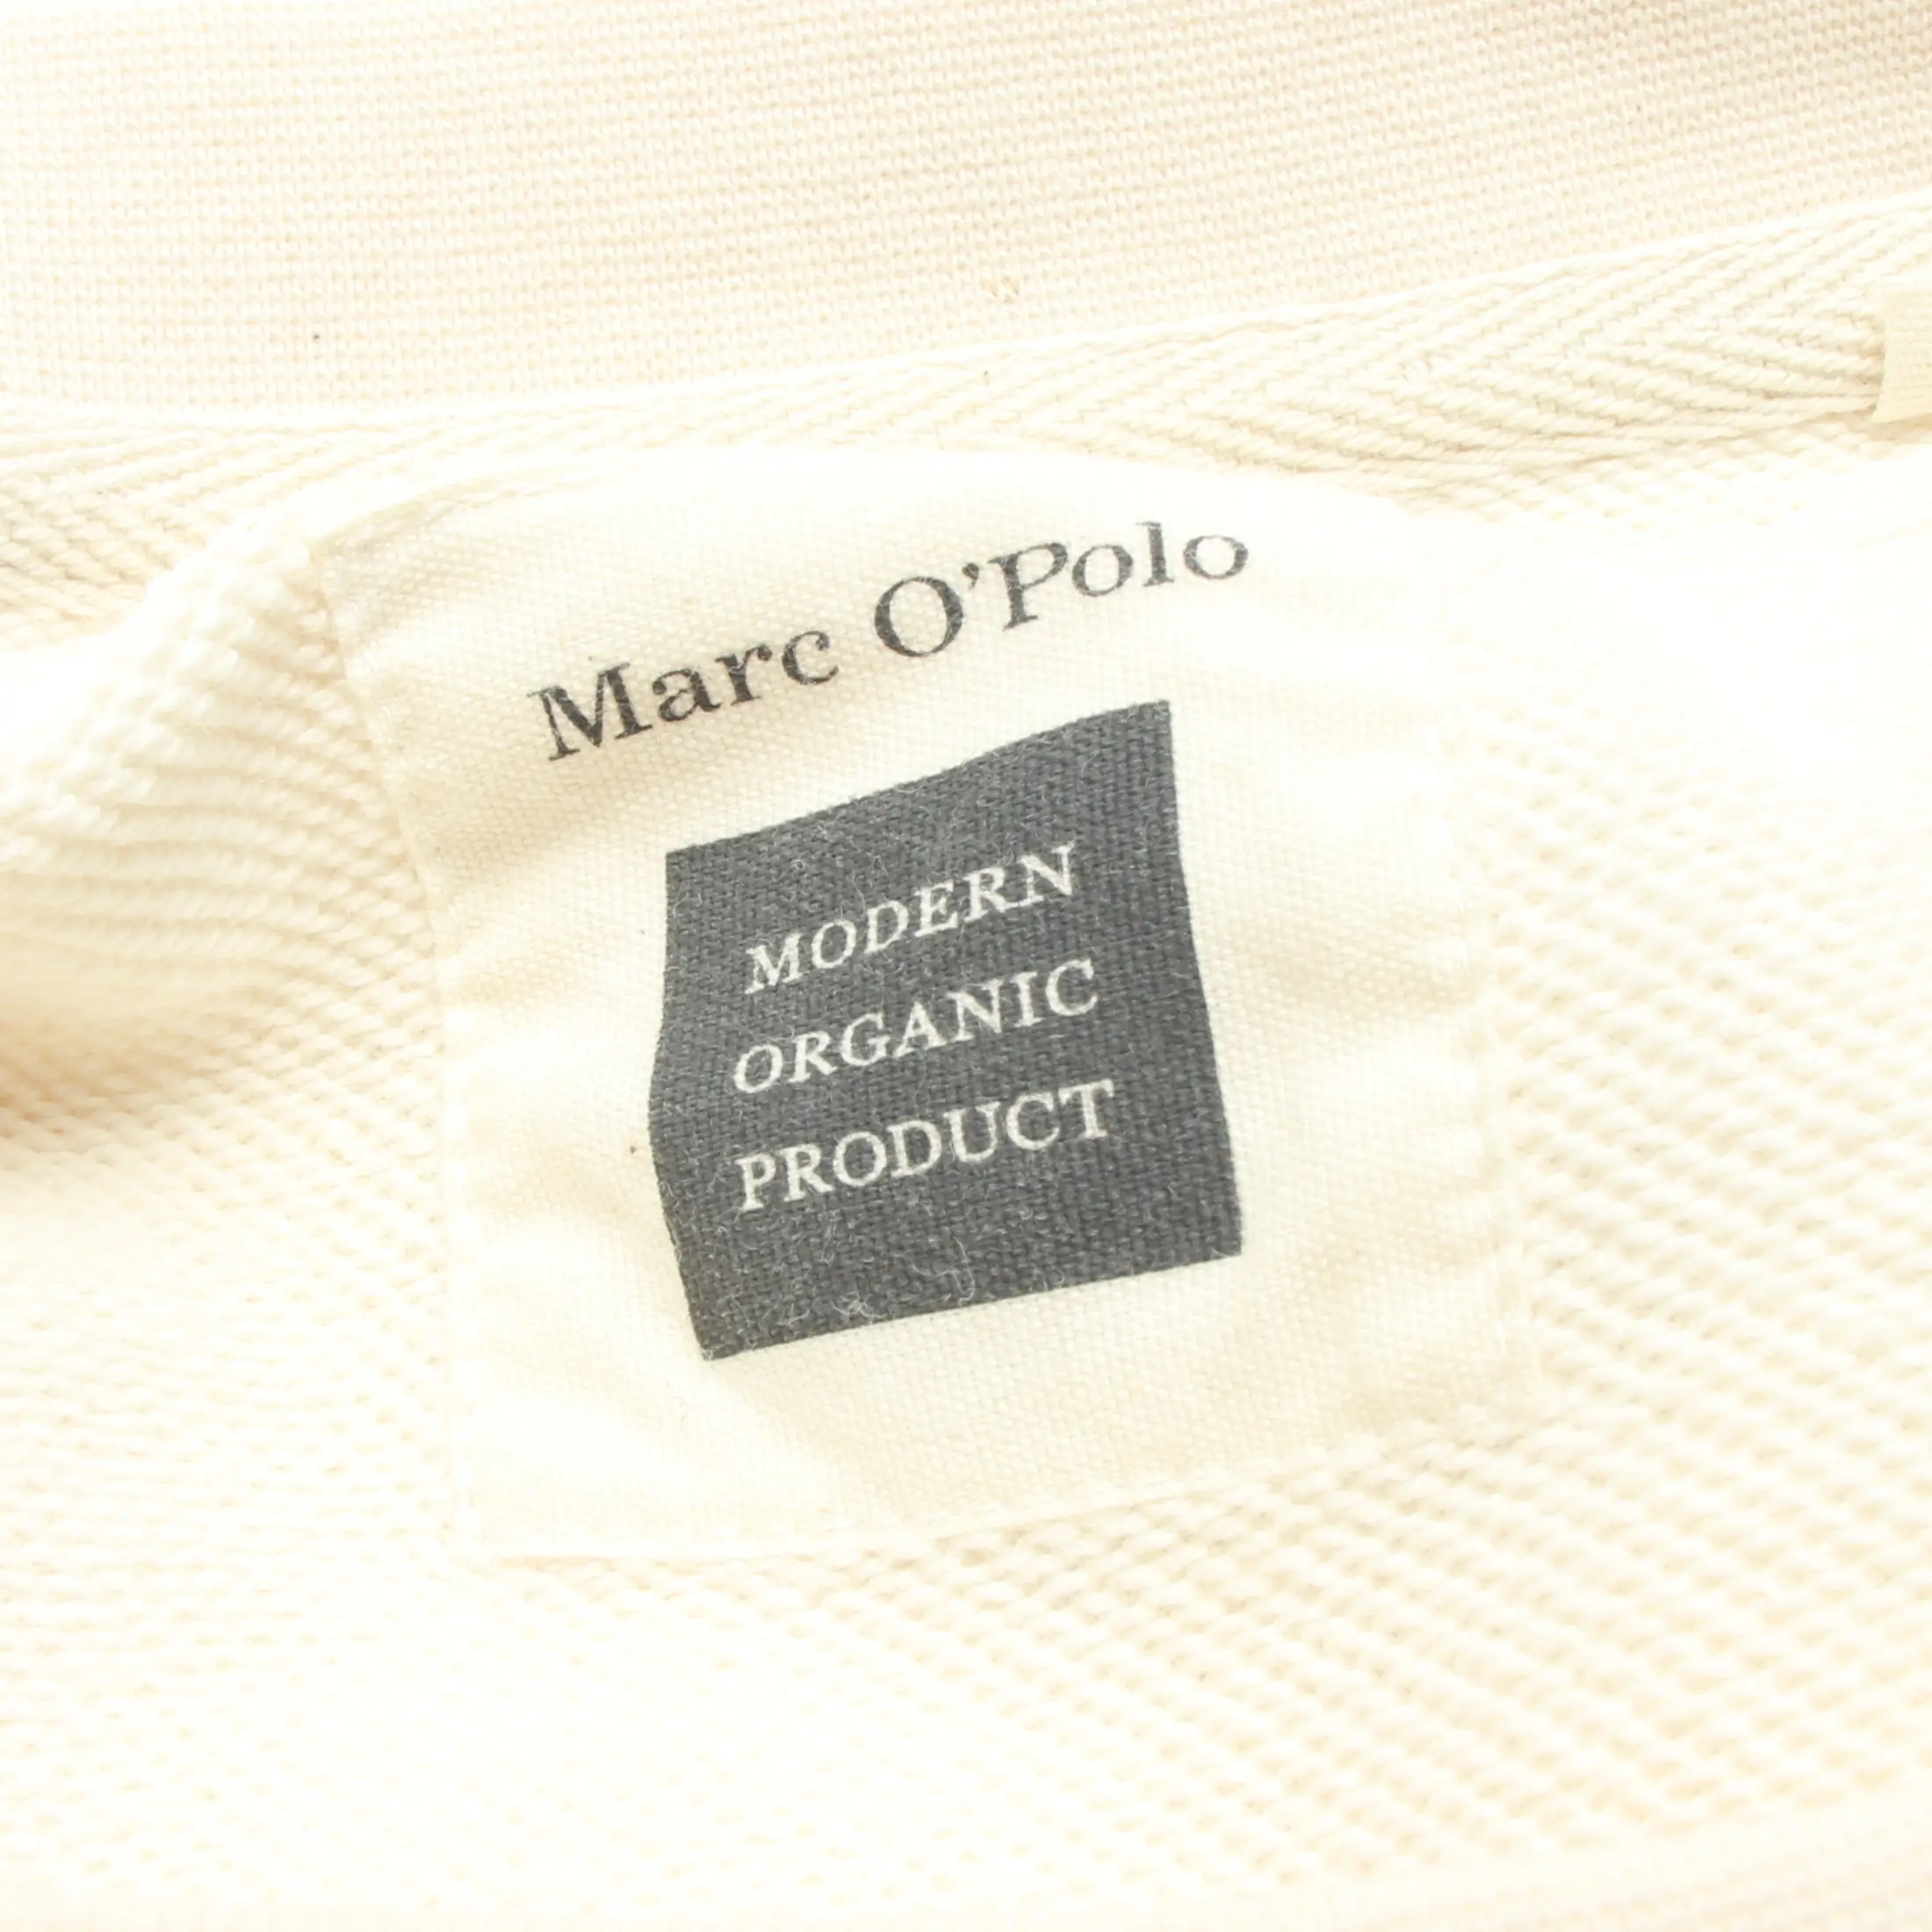 Marc O'Polo
MODERN
ORGANIC
PRODUCT